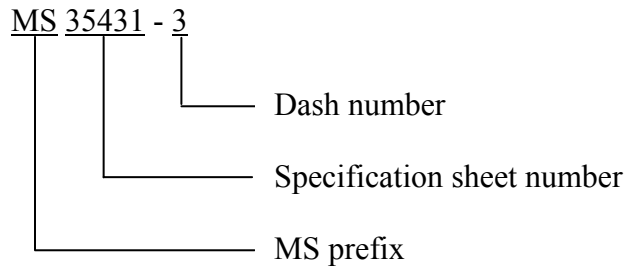 MS 35431 - 3
Dash number
Specification sheet number
MS prefix